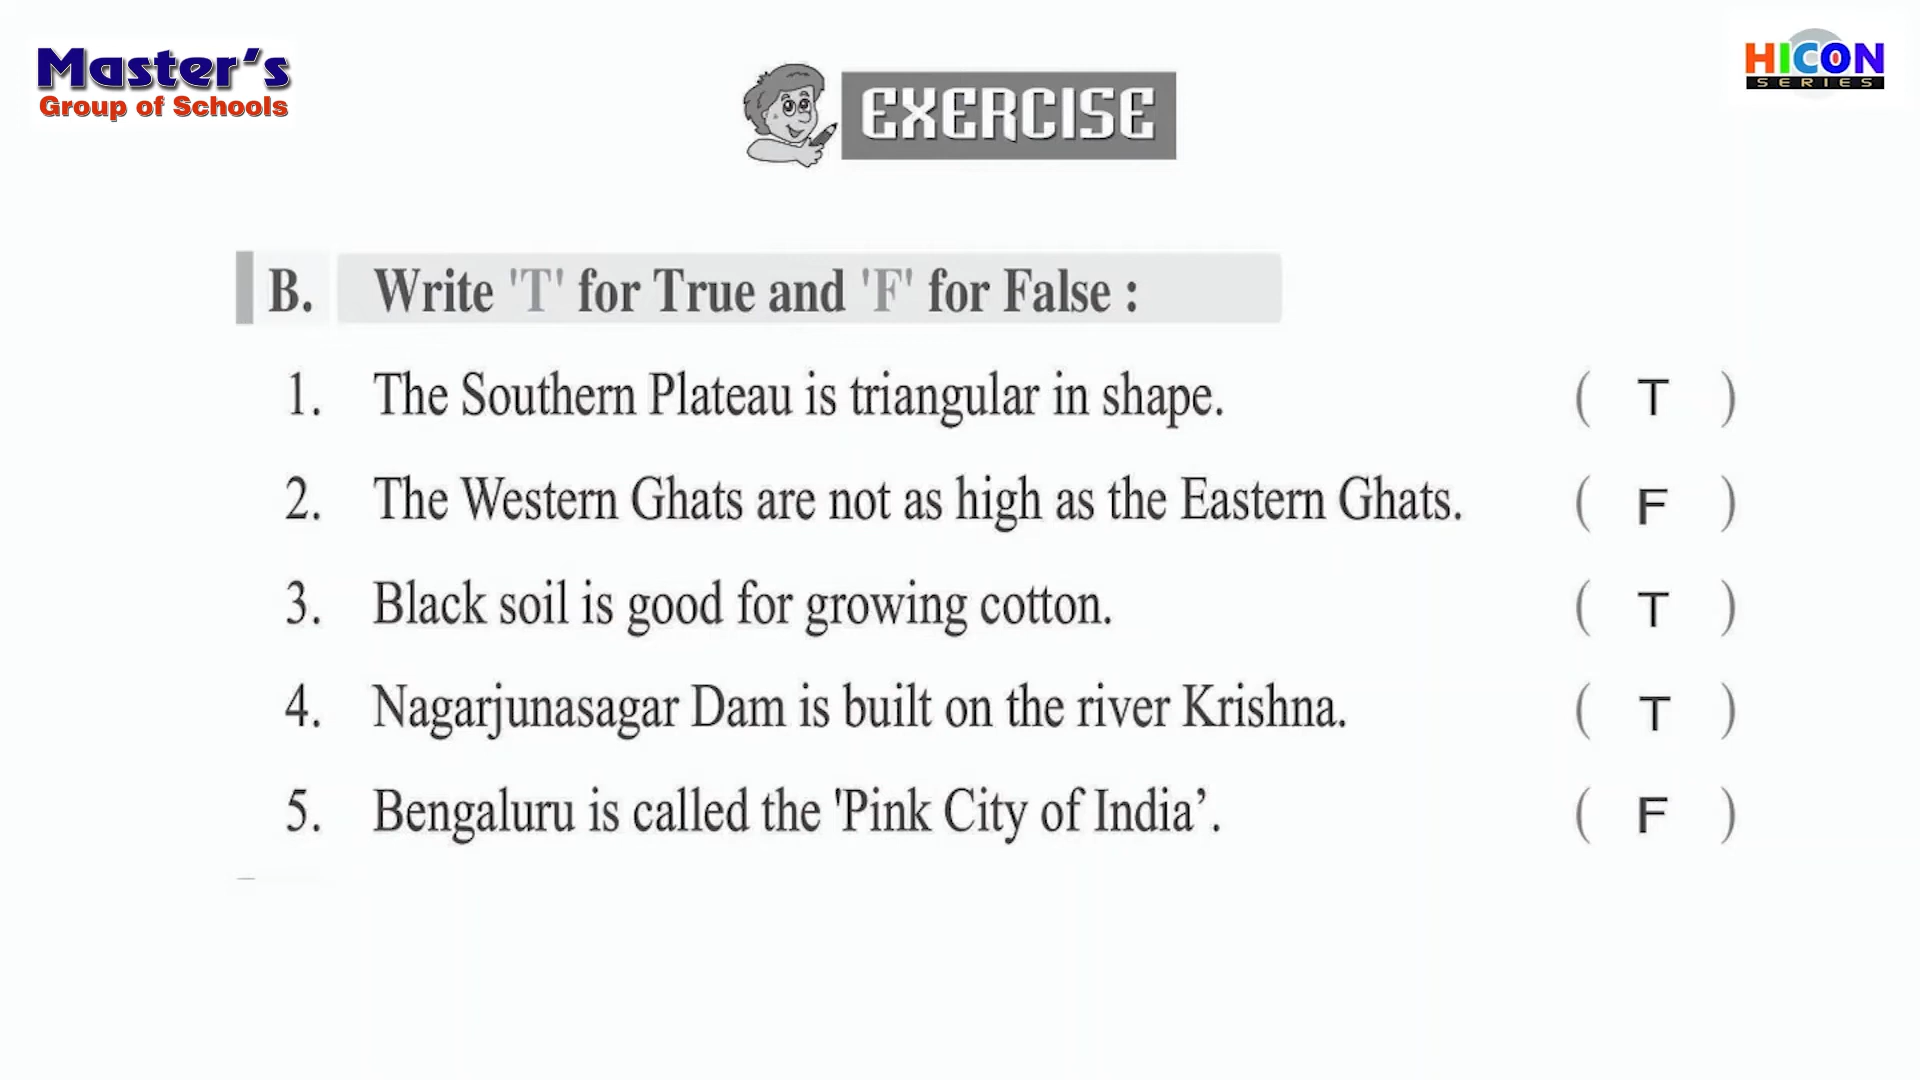 Master's
Group of Schools
HICON
SERIES
EXERCISE
B. Write 'T' for True and 'F' for False :
1. The Southern Plateau is triangular in shape. ( T )
2. The Western Ghats are not as high as the Eastern Ghats. ( F )
3. Black soil is good for growing cotton. ( T )
4. Nagarjunasagar Dam is built on the river Krishna. ( T )
5. Bengaluru is called the 'Pink City of India’. ( F )